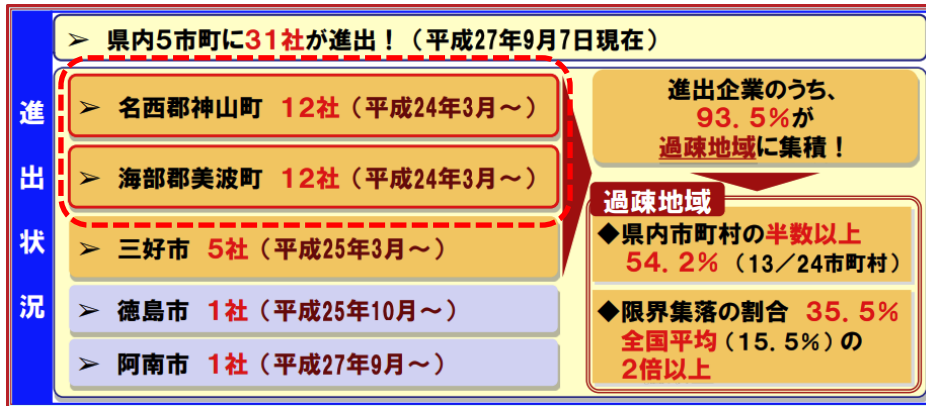 進出状況
➢ 県内5市町に31社が進出！（平成27年9月7日現在）
➢ 名西郡神山町 12社（平成24年3月～）
➢ 海部郡美波町 12社（平成24年3月～）
➢ 三好市 5社（平成25年3月～）
➢ 徳島市 1社（平成25年10月～）
➢ 阿南市 1社（平成27年9月～）
進出企業のうち、
93．5％が
過疎地域に集積！
過疎地域
◆県内市町村の半数以上
54．2％（13／24市町村）
◆限界集落の割合 35．5％
全国平均（15．5％）の
2倍以上